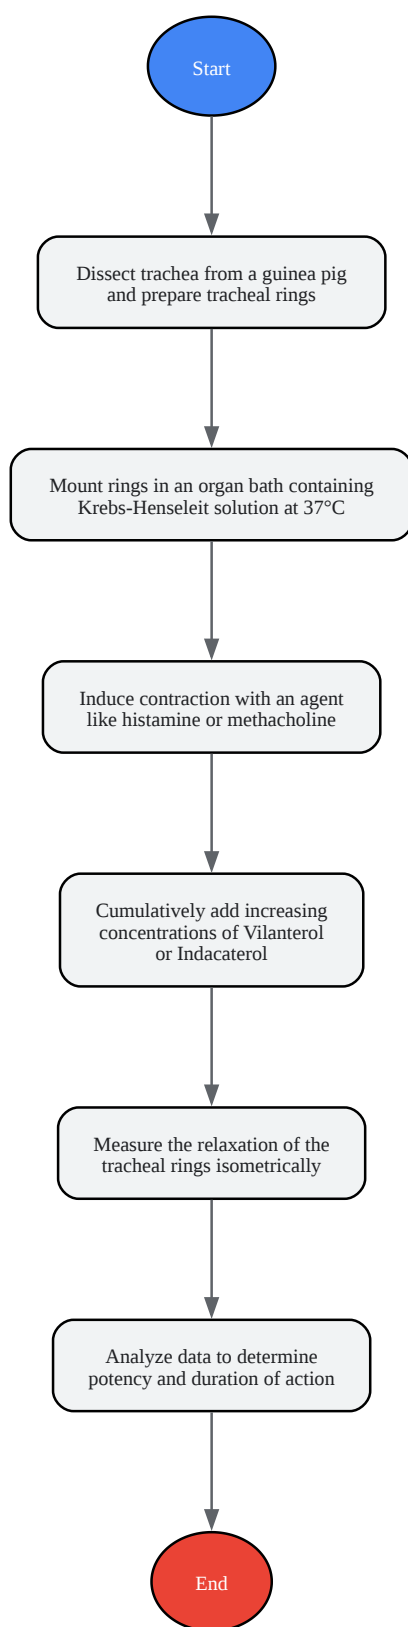 Start
Dissect trachea from a guinea pig
and prepare tracheal rings
Mount rings in an organ bath containing
Krebs-Henseleit solution at 37°C
Induce contraction with an agent
like histamine or methacholine
Cumulatively add increasing
concentrations of Vilanterol
or Indacaterol
Measure the relaxation of the
tracheal rings isometrically
Analyze data to determine
potency and duration of action
End